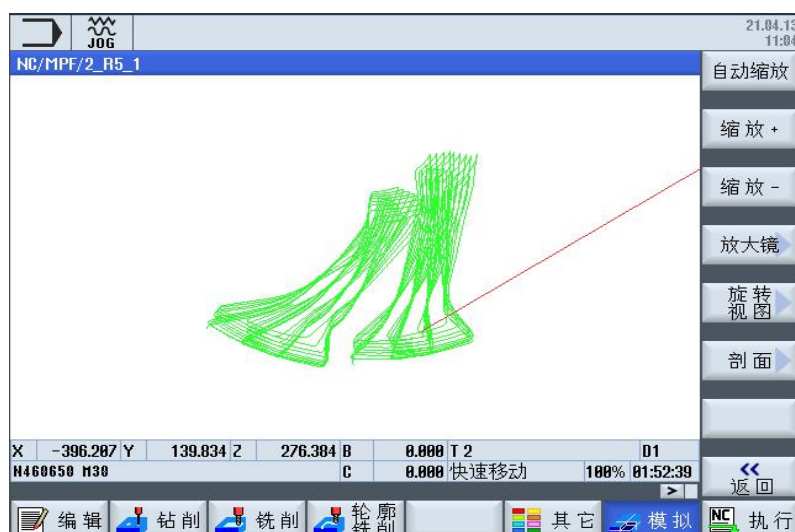 JOG
21.04.13
11:04
NC/MPF/2_R5_1
自动缩放
缩放+
缩放-
放大镜
旋转
视图
剖面
X -396.207 Y 139.834 Z 276.384 B 0.000 T 2 D1
N460650 M30 C 0.000 快速移动 100% 01:52:39
>
<<
返回
编辑 钻削 铣削 轮廓铣削 其它 模拟 NC 执行